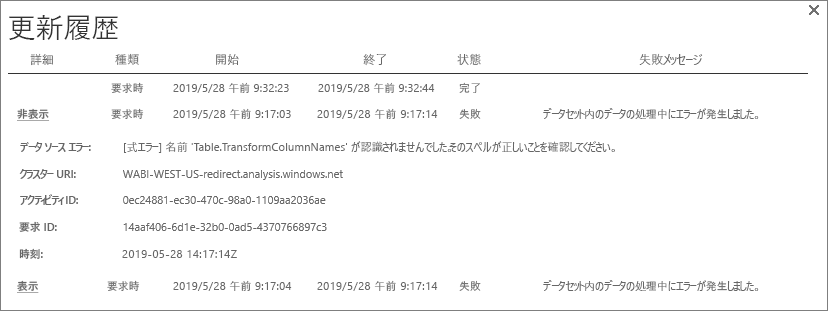 更新履歴
詳細 種類 開始 終了 状態 失敗メッセージ
要求時 2019/5/28 午前 9:32:23 2019/5/28 午前 9:32:44 完了
非表示 要求時 2019/5/28 午前 9:17:03 2019/5/28 午前 9:17:14 失敗 データセット内のデータの処理中にエラーが発生しました。
データ ソース エラー: [式エラー] 名前 'Table.TransformColumnNames' が認識されませんでした。そのスペルが正しいことを確認してください。
クラスター URI: WABI-WEST-US-redirect.analysis.windows.net
アクティビティ ID: 0ec24881-ec30-470c-98a0-1109aa2036ae
要求 ID: 14aaf406-6d1e-32b0-0ad5-4370766897c3
時刻: 2019-05-28 14:17:14Z
表示 要求時 2019/5/28 午前 9:17:04 2019/5/28 午前 9:17:14 失敗 データセット内のデータの処理中にエラーが発生しました。